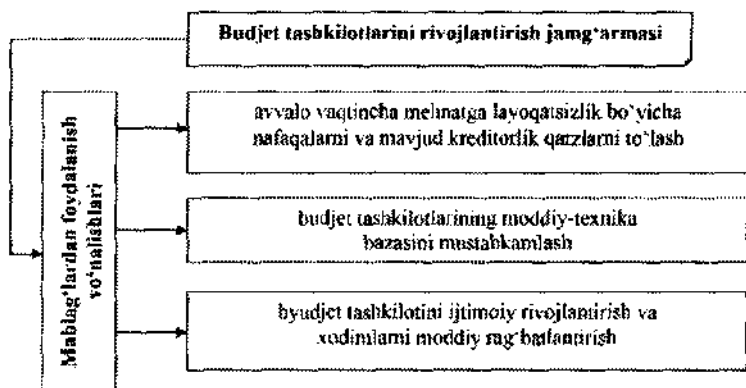 Budjet tashkilotlarini rivojlantirish jamg‘armasi
Mablag‘lardan foydalanish
yo‘nalishlari
avvalo vaqtincha mehnatga layoqatsizlik bo‘yicha
nafaqalarni va mavjud kreditorlik qarzlarni to‘lash
budjet tashkilotlarining moddiy-texnika
bazasini mustahkamlash
byudjet tashkilotini ijtimoiy rivojlantirish va
xodimlarni moddiy rag‘batlantirish